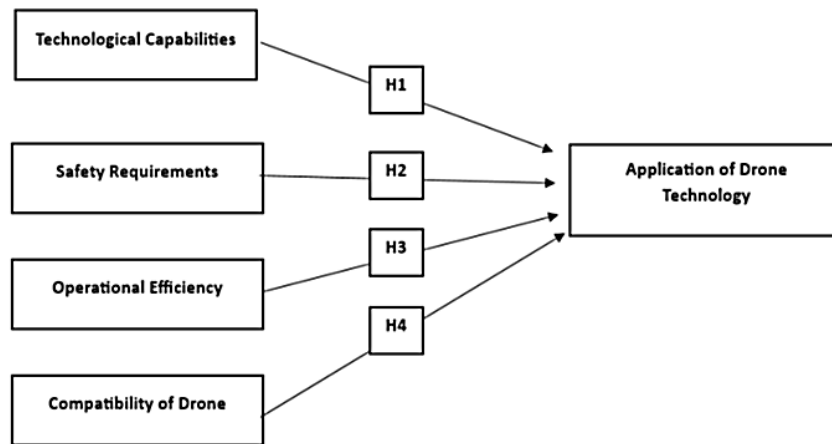 Technological Capabilities
H1
Safety Requirements
H2
Application of Drone
Technology
Operational Efficiency
H3
H4
Compatibility of Drone